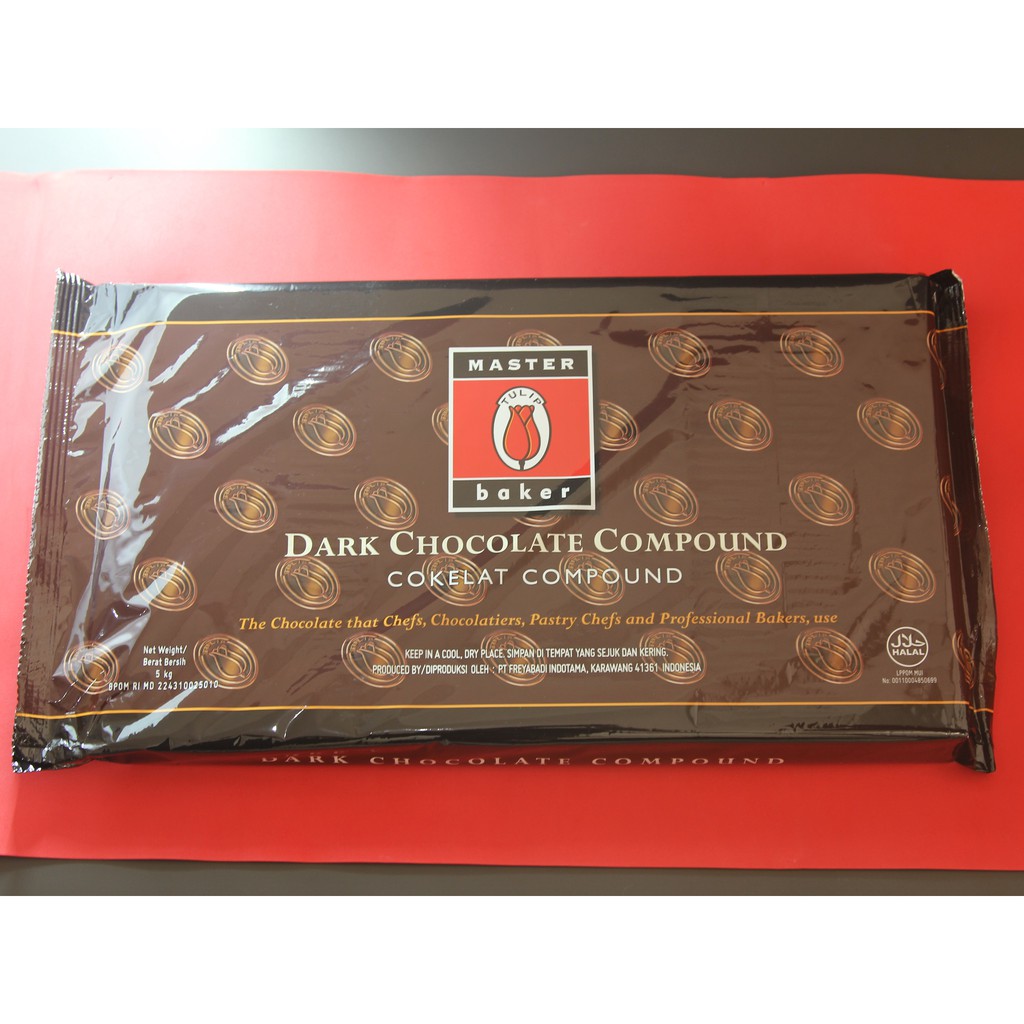 MASTER
TULIP
baker
DARK CHOCOLATE COMPOUND
COKELAT COMPOUND
The Chocolate that Chefs, Chocolatiers, Pastry Chefs and Professional Bakers, use
KEEP IN A COOL, DRY PLACE. SIMPAN DI TEMPAT YANG SEJUK DAN KERING.
PRODUCED BY/DIPRODUKSI OLEH : PT FREYABADI INDOTAMA, KARAWANG 41361 INDONESIA
Net Weight/
Berat Bersih
5 kg
BPOM RI MD 224310025010
حلال
HALAL
LPPOM MUI
No: 00110004850699
DARK CHOCOLATE COMPOUND